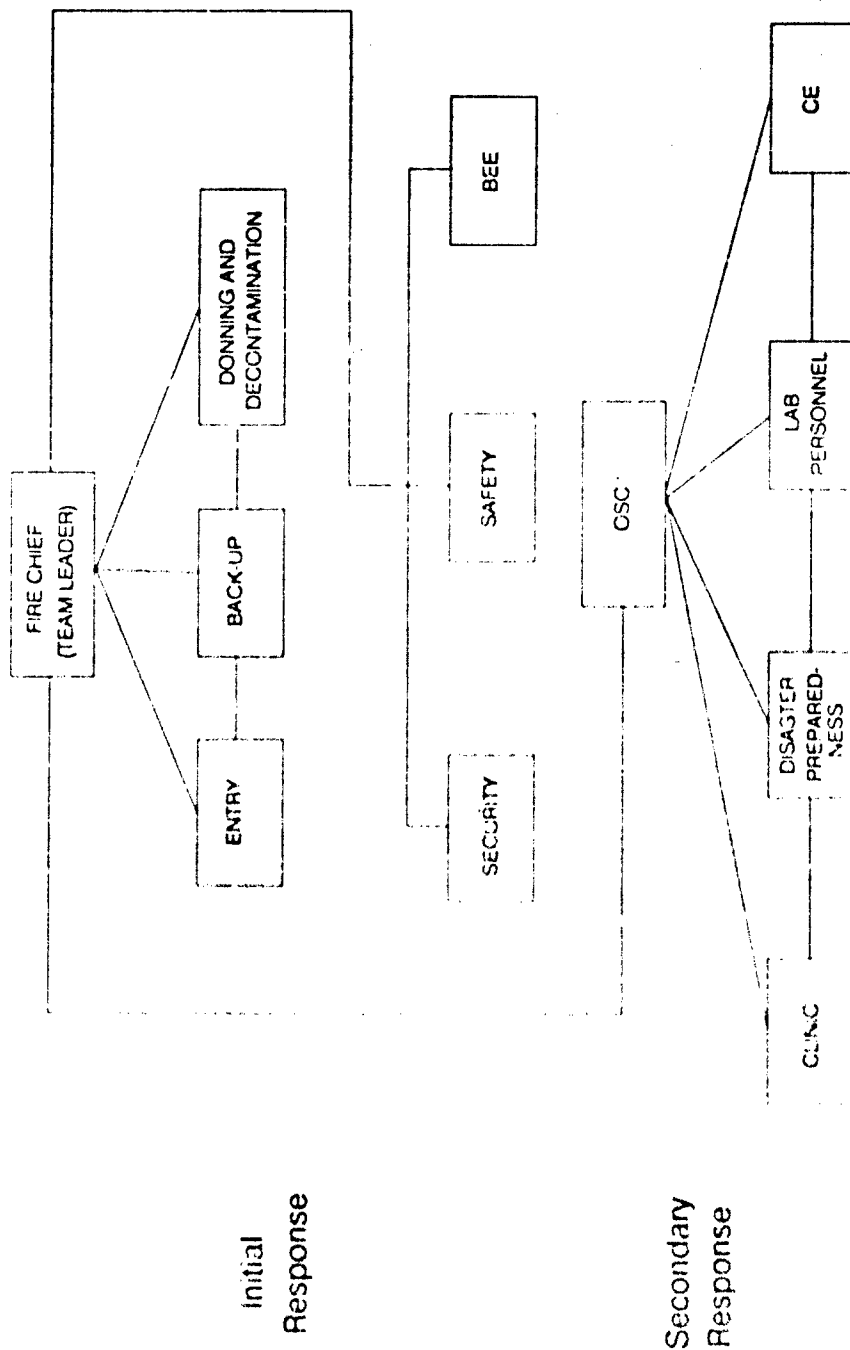 Initial
Response
FIRE CHIEF
(TEAM LEADER)
ENTRY
BACK-UP
DONNING AND
DECONTAMINATION
SECURITY
SAFETY
BEE
Secondary
Response
OSC
CLINIC
DISASTER
PREPARED-
NESS
LAB
PERSONNEL
CE